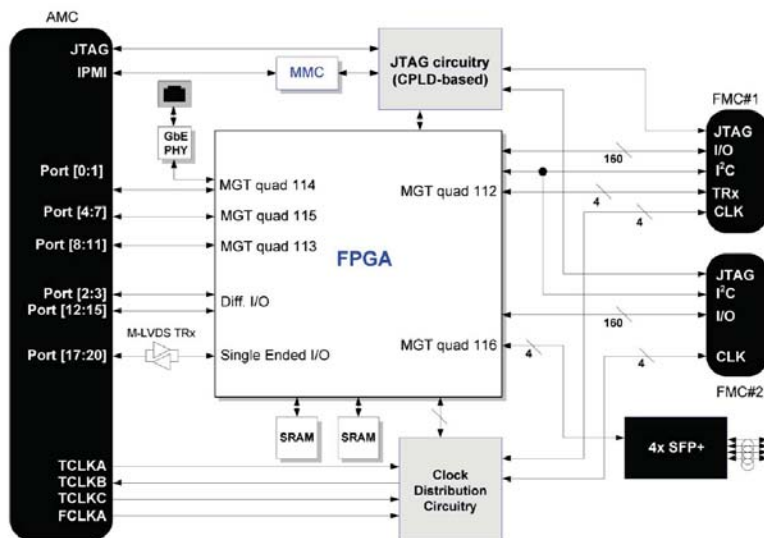 AMC
JTAG
IPMI
Port [0:1]
Port [4:7]
Port [8:11]
Port [2:3]
Port [12:15]
Port [17:20]
TCLKA
TCLKB
TCLKC
FCLKA
MMC
JTAG circuitry
(CPLD-based)
GbE
PHY
M-LVDS TRx
MGT quad 114
MGT quad 115
MGT quad 113
Diff. I/O
Single Ended I/O
FPGA
MGT quad 112
MGT quad 116
SRAM
SRAM
Clock
Distribution
Circuitry
160
4
4
160
4
4
FMC#1
JTAG
I/O
I²C
TRx
CLK
JTAG
I²C
I/O
CLK
FMC#2
4x SFP+